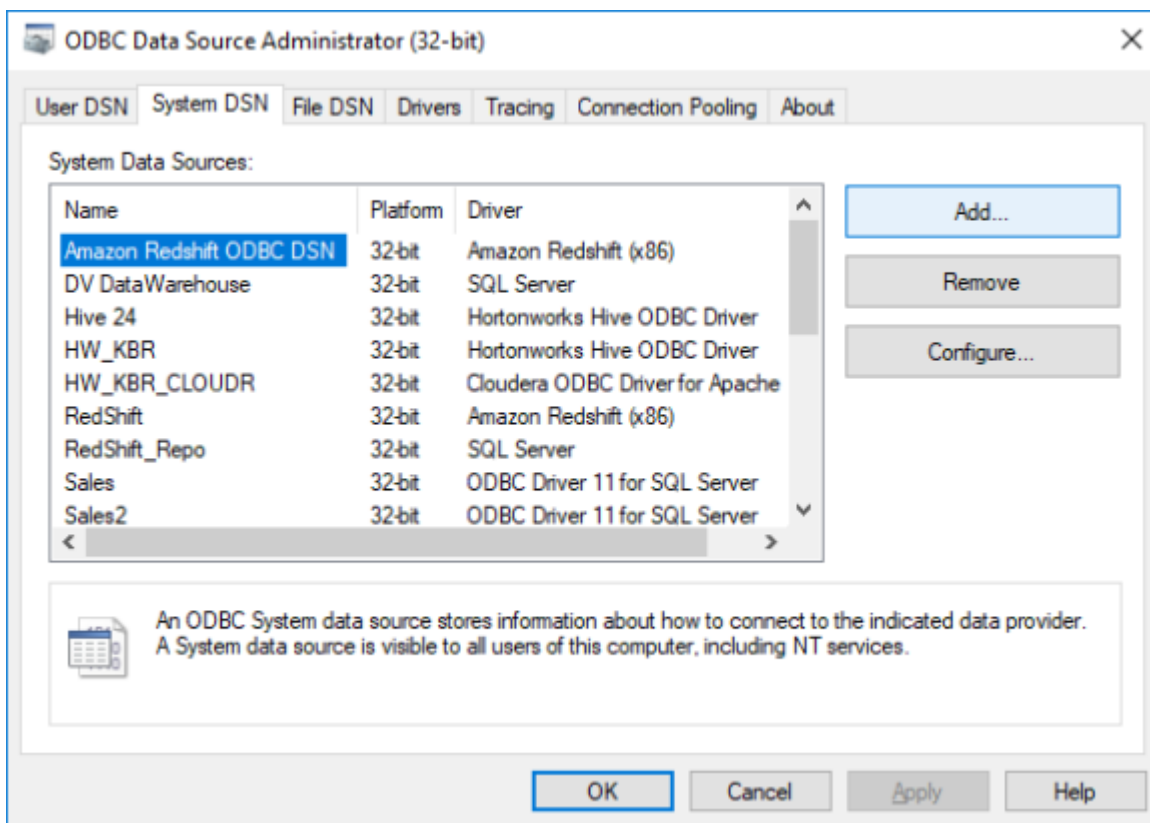 ODBC Data Source Administrator (32-bit)
User DSN System DSN File DSN Drivers Tracing Connection Pooling About
System Data Sources:
Name Platform Driver
Add...
Amazon Redshift ODBC DSN 32-bit Amazon Redshift (x86)
DV DataWarehouse 32-bit SQL Server
Remove
Hive 24 32-bit Hortonworks Hive ODBC Driver
HW_KBR 32-bit Hortonworks Hive ODBC Driver
Configure...
HW_KBR_CLOUDR 32-bit Cloudera ODBC Driver for Apache
RedShift 32-bit Amazon Redshift (x86)
RedShift_Repo 32-bit SQL Server
Sales 32-bit ODBC Driver 11 for SQL Server
Sales2 32-bit ODBC Driver 11 for SQL Server
An ODBC System data source stores information about how to connect to the indicated data provider.
A System data source is visible to all users of this computer, including NT services.
OK Cancel Apply Help